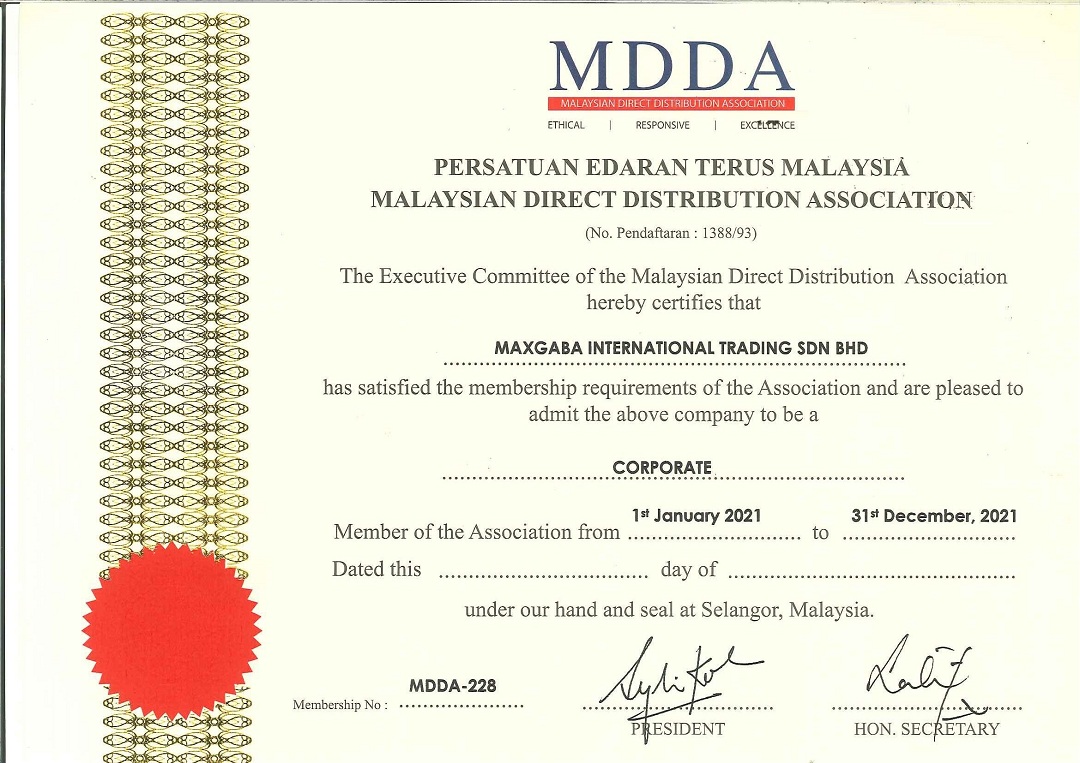 MDDA
MALAYSIAN DIRECT DISTRIBUTION ASSOCIATION
ETHICAL | RESPONSIVE | EXCELLENCE
PERSATUAN EDARAN TERUS MALAYSIA
MALAYSIAN DIRECT DISTRIBUTION ASSOCIATION
(No. Pendaftaran : 1388/93)
The Executive Committee of the Malaysian Direct Distribution Association
hereby certifies that
MAXGABA INTERNATIONAL TRADING SDN BHD
has satisfied the membership requirements of the Association and are pleased to
admit the above company to be a
CORPORATE
Member of the Association from 1st January 2021 to 31st December, 2021
Dated this ........................ day of ........................
under our hand and seal at Selangor, Malaysia.
Membership No : MDDA-228
PRESIDENT
HON. SECRETARY